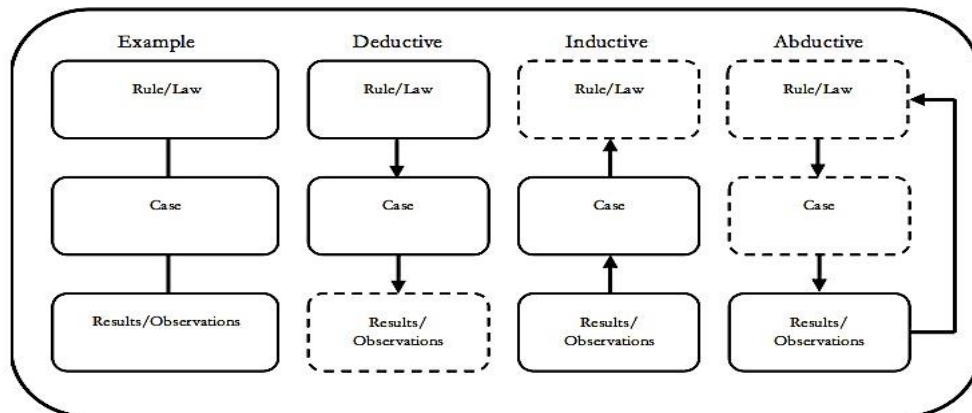 Example
Deductive
Inductive
Abductive
Rule/Law
Rule/Law
Rule/Law
Rule/Law
Case
Case
Case
Case
Results/Observations
Results/
Observations
Results/
Observations
Results/
Observations